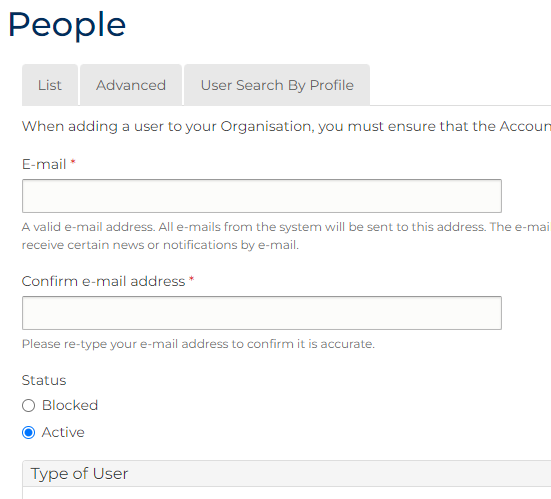 People
List Advanced User Search By Profile
When adding a user to your Organisation, you must ensure that the Accoun
E-mail *
A valid e-mail address. All e-mails from the system will be sent to this address. The e-mai
receive certain news or notifications by e-mail.
Confirm e-mail address *
Please re-type your e-mail address to confirm it is accurate.
Status
Blocked
Active
Type of User